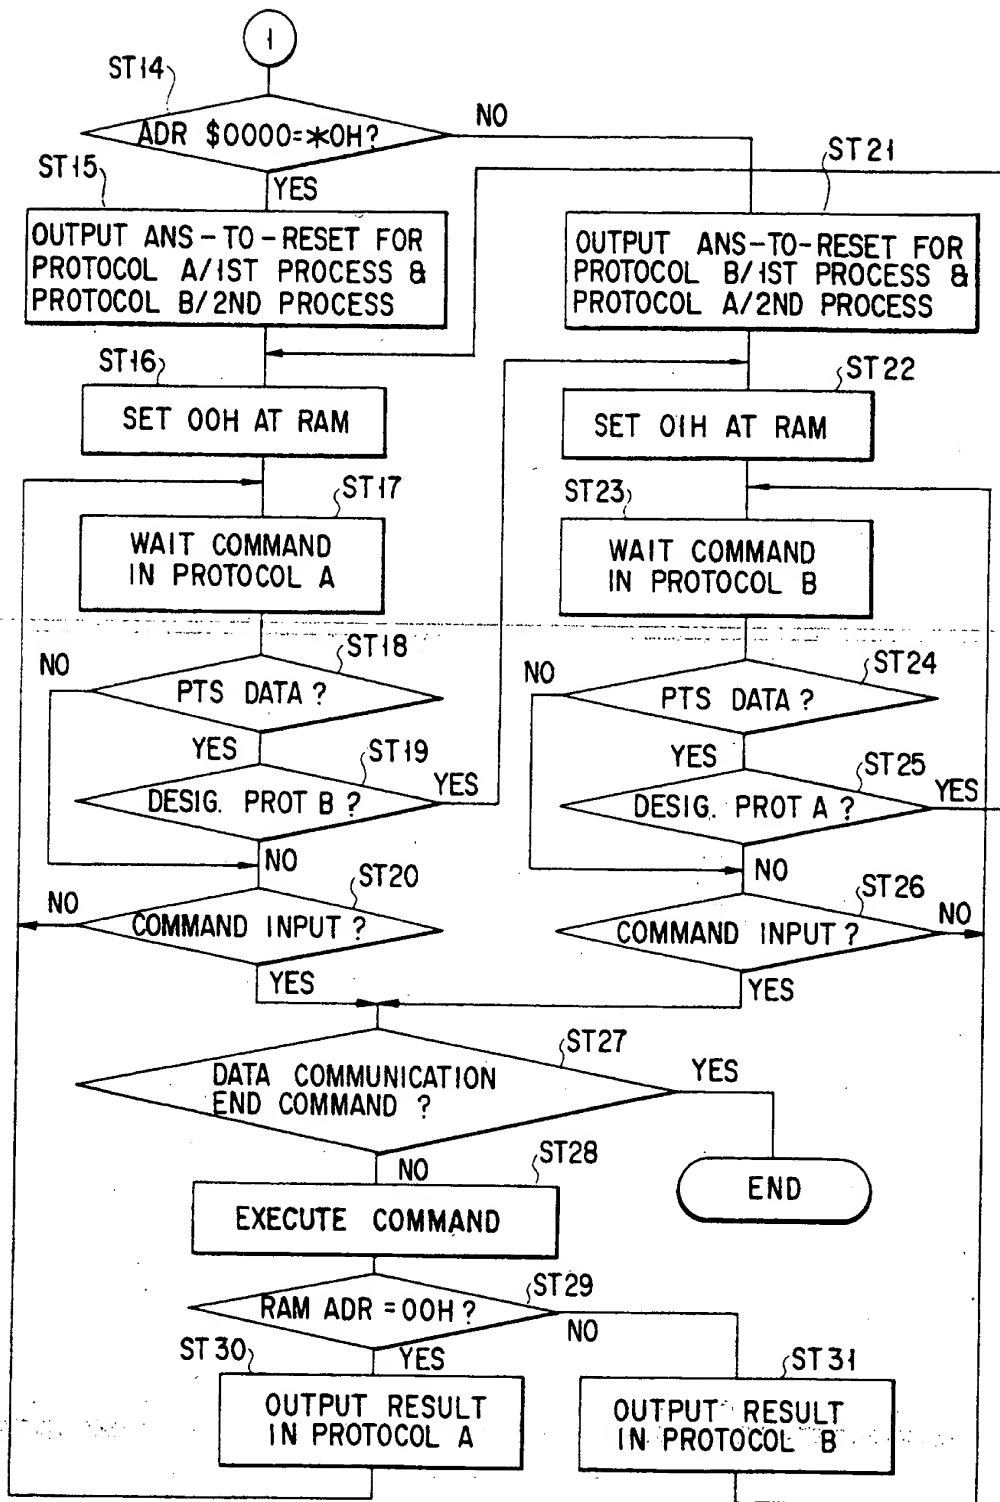 1
ST14
ADR $0000=*0H?
NO
YES
ST15
OUTPUT ANS-TO-RESET FOR
PROTOCOL A/1ST PROCESS &
PROTOCOL B/2ND PROCESS
ST21
OUTPUT ANS-TO-RESET FOR
PROTOCOL B/1ST PROCESS &
PROTOCOL A/2ND PROCESS
ST16
SET 00H AT RAM
ST22
SET 01H AT RAM
ST17
WAIT COMMAND
IN PROTOCOL A
ST23
WAIT COMMAND
IN PROTOCOL B
ST18
NO
PTS DATA ?
YES
ST24
NO
PTS DATA ?
YES
ST19
DESIG. PROT B ?
YES
NO
ST25
DESIG. PROT A ?
YES
NO
ST20
NO
COMMAND INPUT ?
YES
ST26
COMMAND INPUT ?
NO
YES
ST27
DATA COMMUNICATION
END COMMAND ?
YES
NO
END
ST28
EXECUTE COMMAND
ST29
RAM ADR = 00H ?
NO
YES
ST30
OUTPUT RESULT
IN PROTOCOL A
ST31
OUTPUT RESULT
IN PROTOCOL B